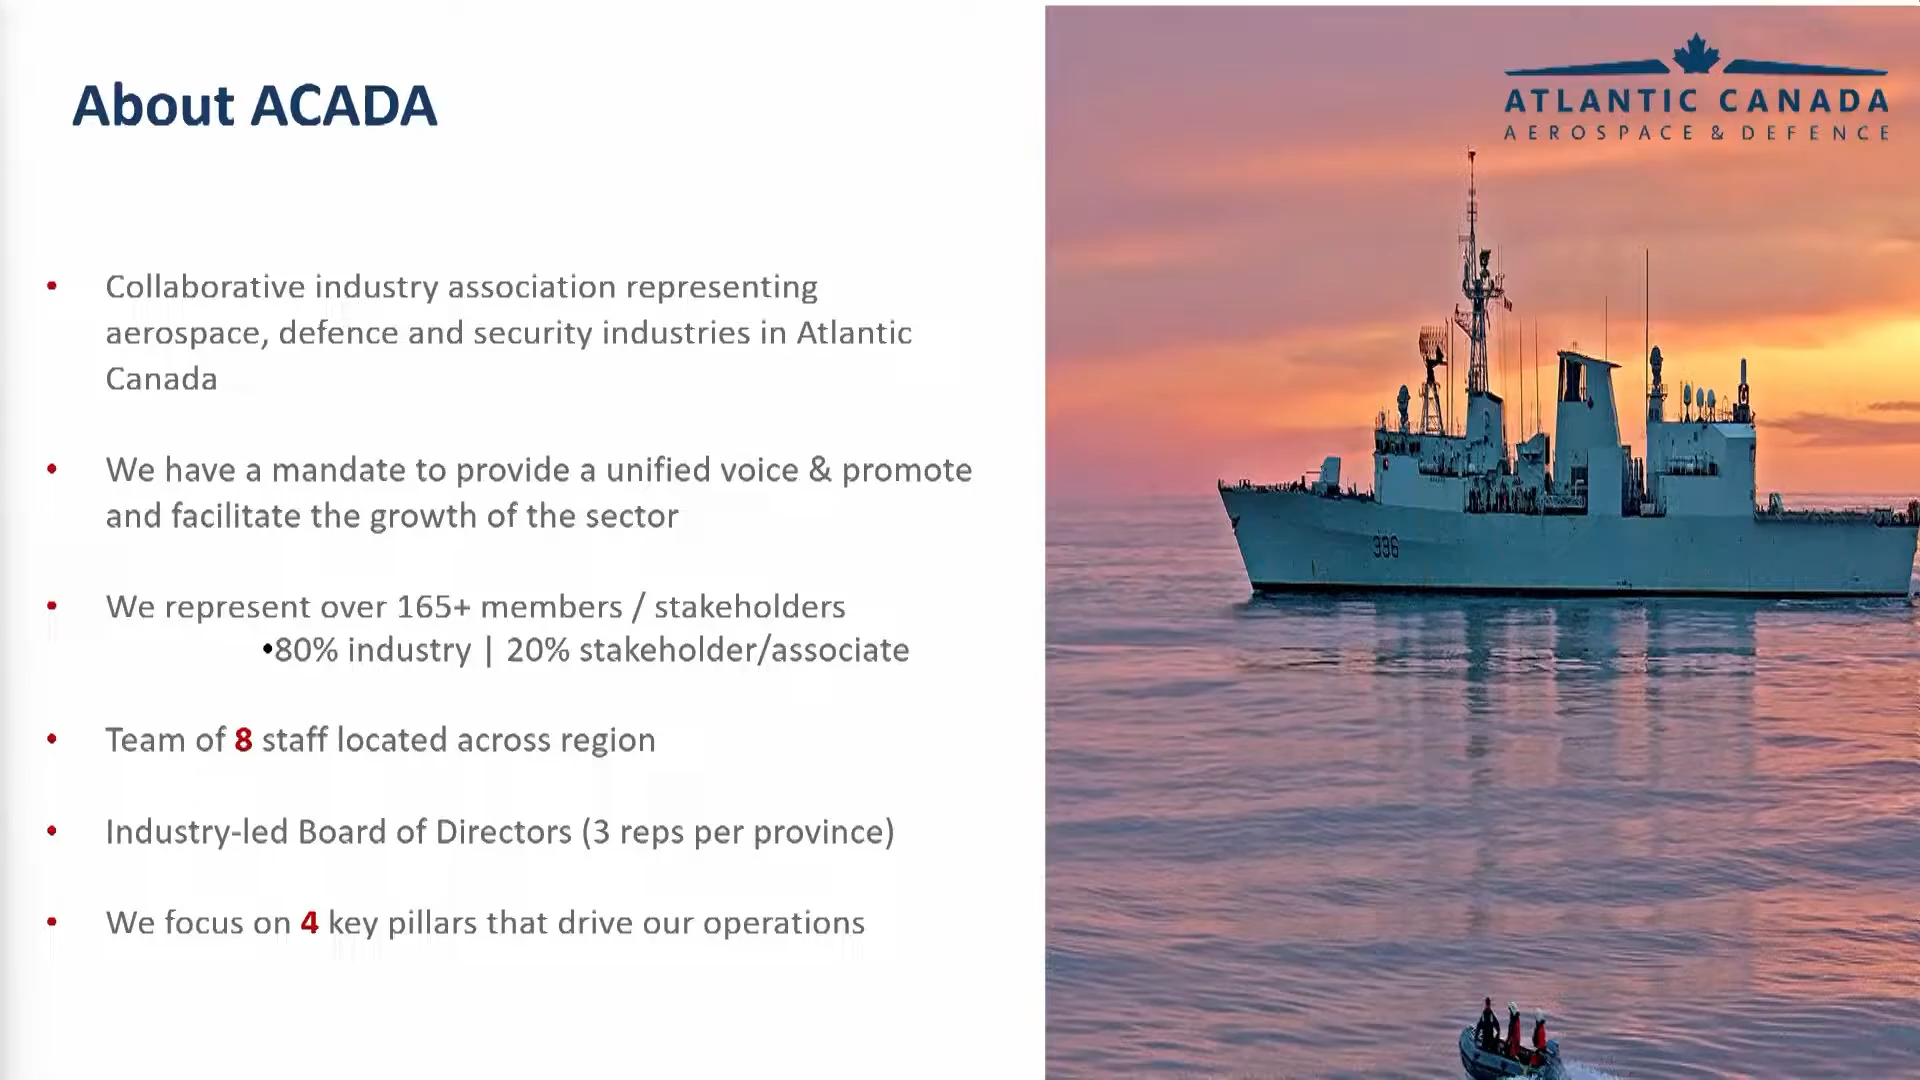 About ACADA
• Collaborative industry association representing
aerospace, defence and security industries in Atlantic
Canada
• We have a mandate to provide a unified voice & promote
and facilitate the growth of the sector
• We represent over 165+ members / stakeholders
•80% industry | 20% stakeholder/associate
• Team of 8 staff located across region
• Industry-led Board of Directors (3 reps per province)
• We focus on 4 key pillars that drive our operations
ATLANTIC CANADA
AEROSPACE & DEFENCE
336